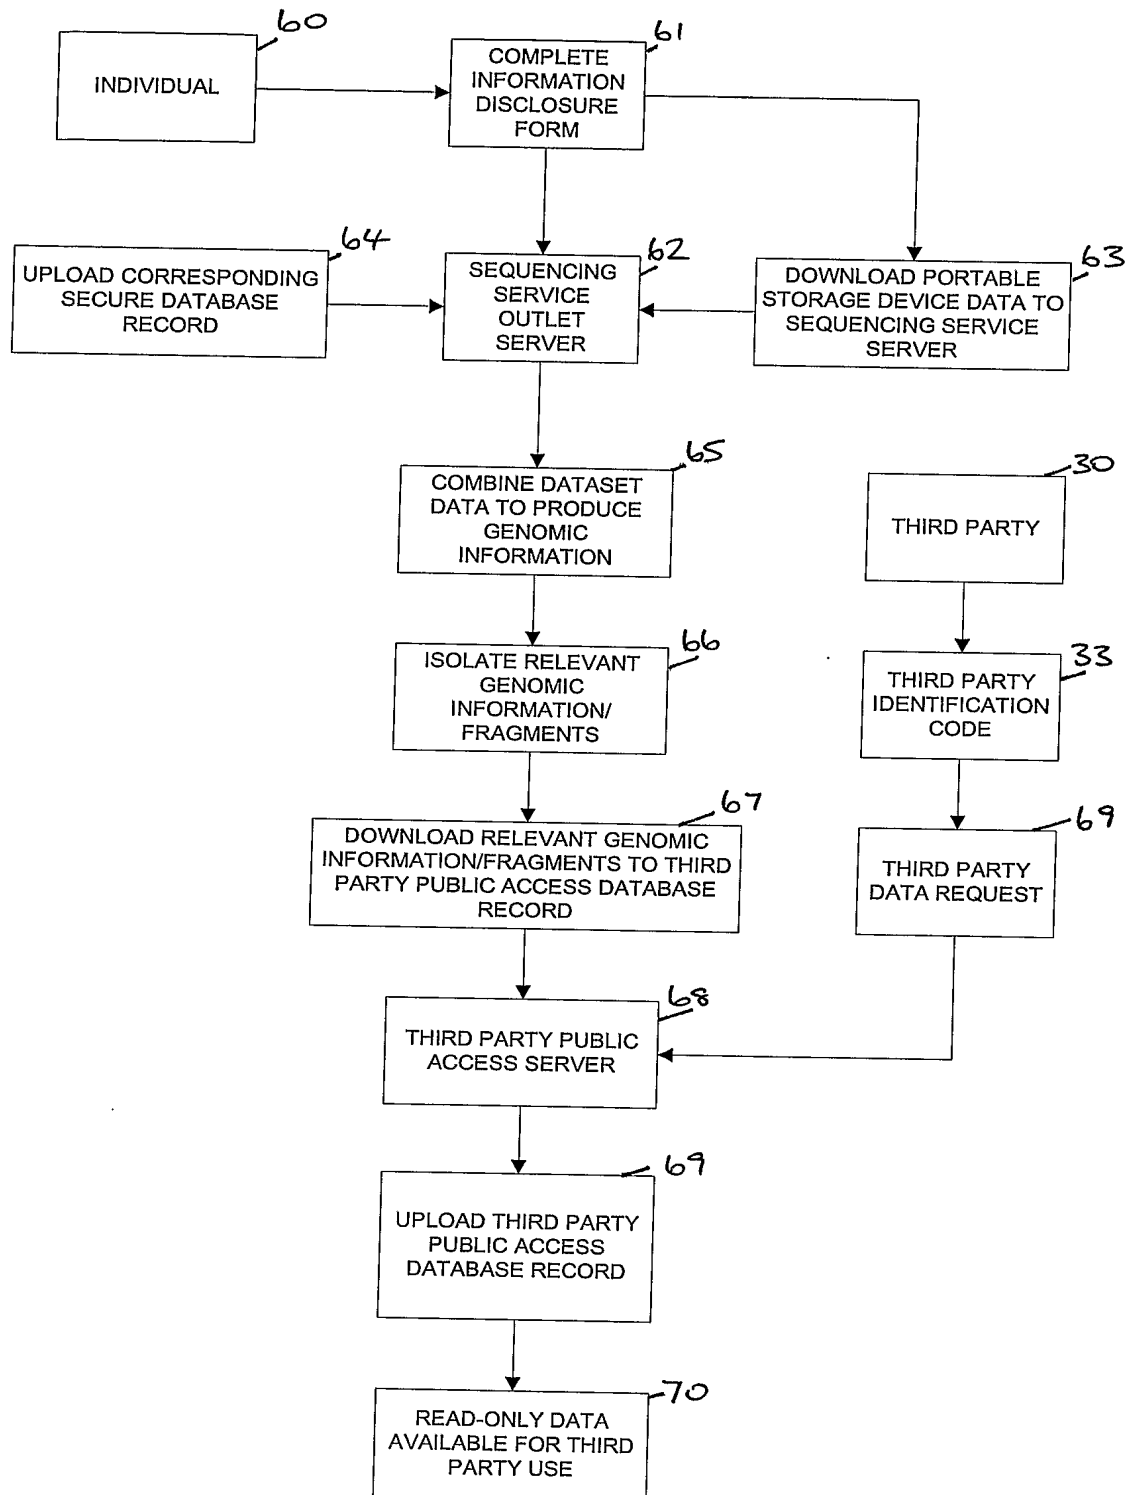 60
INDIVIDUAL
61
COMPLETE
INFORMATION
DISCLOSURE
FORM
64
UPLOAD CORRESPONDING
SECURE DATABASE
RECORD
62
SEQUENCING
SERVICE
OUTLET
SERVER
63
DOWNLOAD PORTABLE
STORAGE DEVICE DATA TO
SEQUENCING SERVICE
SERVER
65
COMBINE DATASET
DATA TO PRODUCE
GENOMIC
INFORMATION
30
THIRD PARTY
66
ISOLATE RELEVANT
GENOMIC
INFORMATION/
FRAGMENTS
33
THIRD PARTY
IDENTIFICATION
CODE
67
DOWNLOAD RELEVANT GENOMIC
INFORMATION/FRAGMENTS TO THIRD
PARTY PUBLIC ACCESS DATABASE
RECORD
69
THIRD PARTY
DATA REQUEST
68
THIRD PARTY PUBLIC
ACCESS SERVER
69
UPLOAD THIRD PARTY
PUBLIC ACCESS
DATABASE RECORD
70
READ-ONLY DATA
AVAILABLE FOR THIRD
PARTY USE